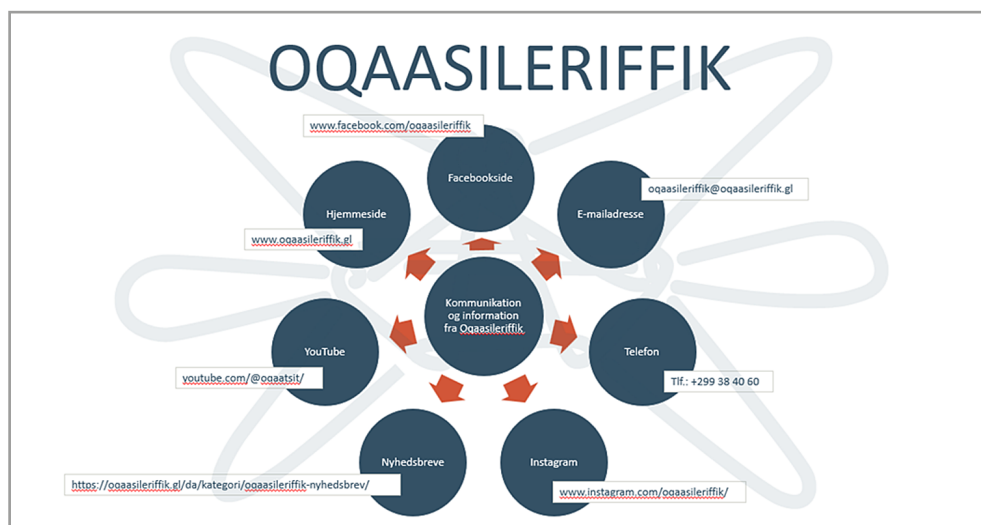 OQAASILERIFFIK
www.facebook.com/oqaasileriffik
Facebookside
oqaasileriffik@oqaasileriffik.gl
E-mailadresse
Hjemmeside
www.oqaasileriffik.gl
Kommunikation
og information
fra Oqaasileriffik
YouTube
youtube.com/@oqaatsit/
Telefon
Tlf.: +299 38 40 60
Nyhedsbreve
https://oqaasileriffik.gl/da/kategori/oqaasileriffik-nyhedsbrev/
Instagram
www.instagram.com/oqaasileriffik/